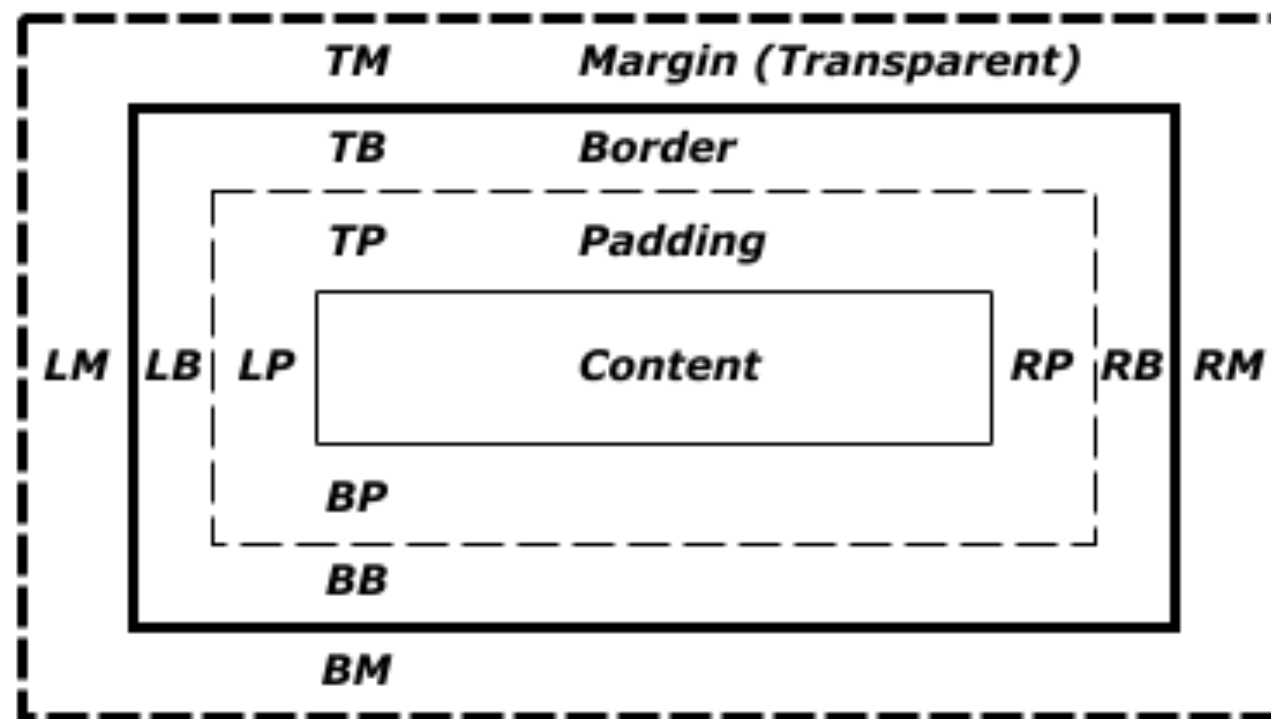 TM Margin (Transparent)
TB Border
TP Padding
LM LB LP Content RP RB RM
BP
BB
BM